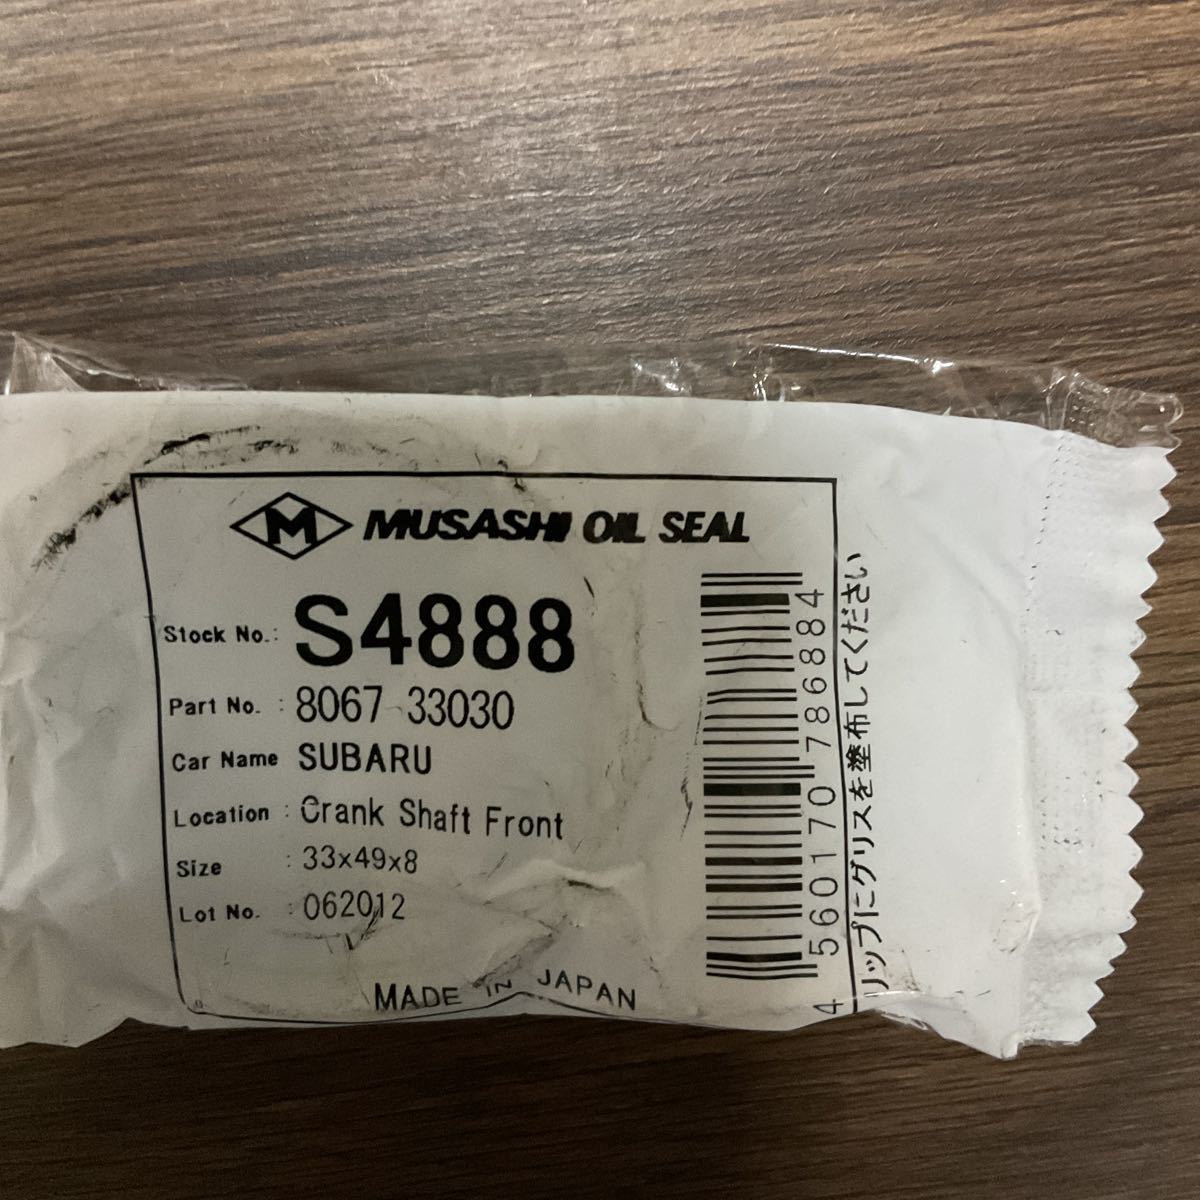 M MUSASHI OIL SEAL
Stock No.: S4888
Part No. : 8067-33030
Car Name SUBARU
Location : Crank Shaft Front
Size : 33x49x8
Lot No. : 062012
MADE IN JAPAN
4 560170 786884
リップにグリスを塗布してください